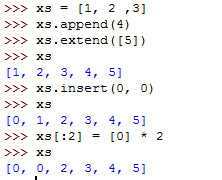 >>> xs = [1, 2 ,3]
>>> xs.append(4)
>>> xs.extend([5])
>>> xs
[1, 2, 3, 4, 5]
>>> xs.insert(0, 0)
>>> xs
[0, 1, 2, 3, 4, 5]
>>> xs[:2] = [0] * 2
>>> xs
[0, 0, 2, 3, 4, 5]